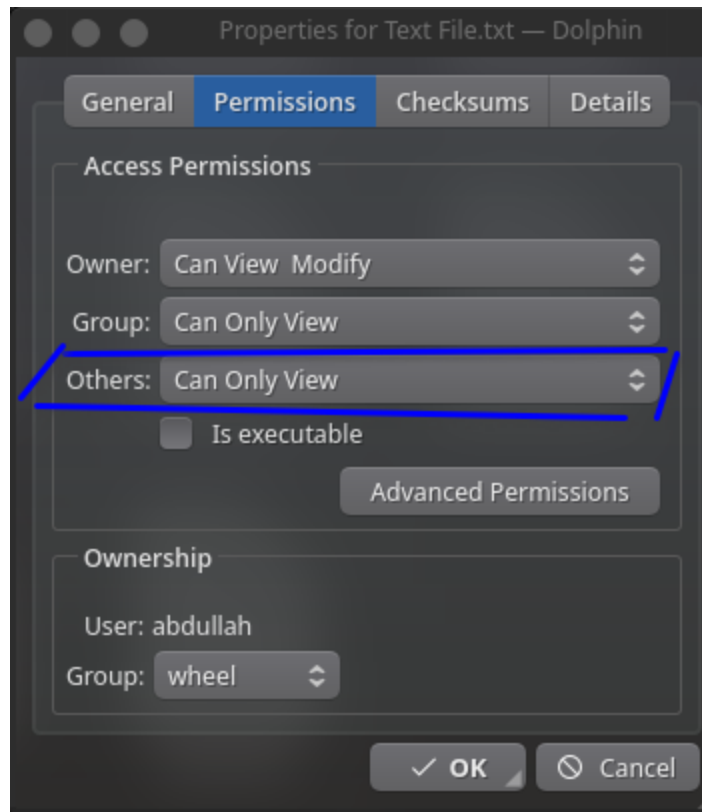 Properties for Text File.txt — Dolphin
General Permissions Checksums Details
Access Permissions
Owner: Can View Modify
Group: Can Only View
Others: Can Only View
Is executable
Advanced Permissions
Ownership
User: abdullah
Group: wheel
OK Cancel